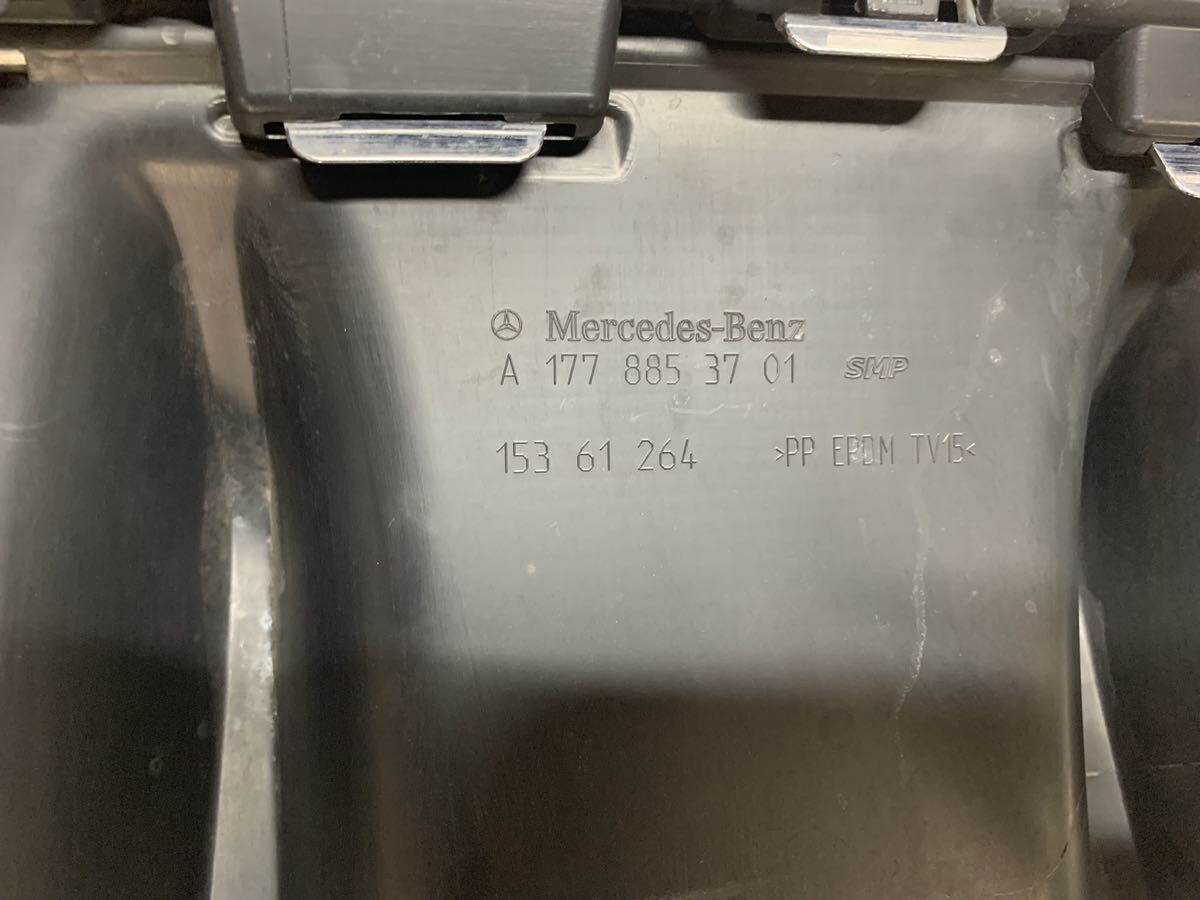 Mercedes-Benz
A 177 885 37 01 SMP
153 61 264 >PP EPDM TV15<